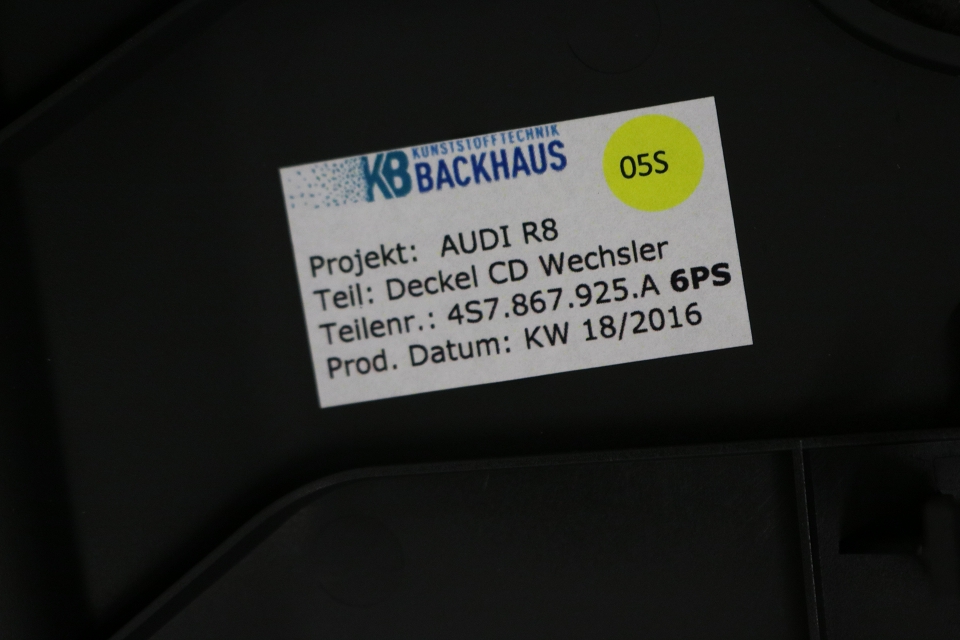 KB KUNSTSTOFFTECHNIK
BACKHAUS
05S
Projekt: AUDI R8
Teil: Deckel CD Wechsler
Teilenr.: 4S7.867.925.A 6PS
Prod. Datum: KW 18/2016